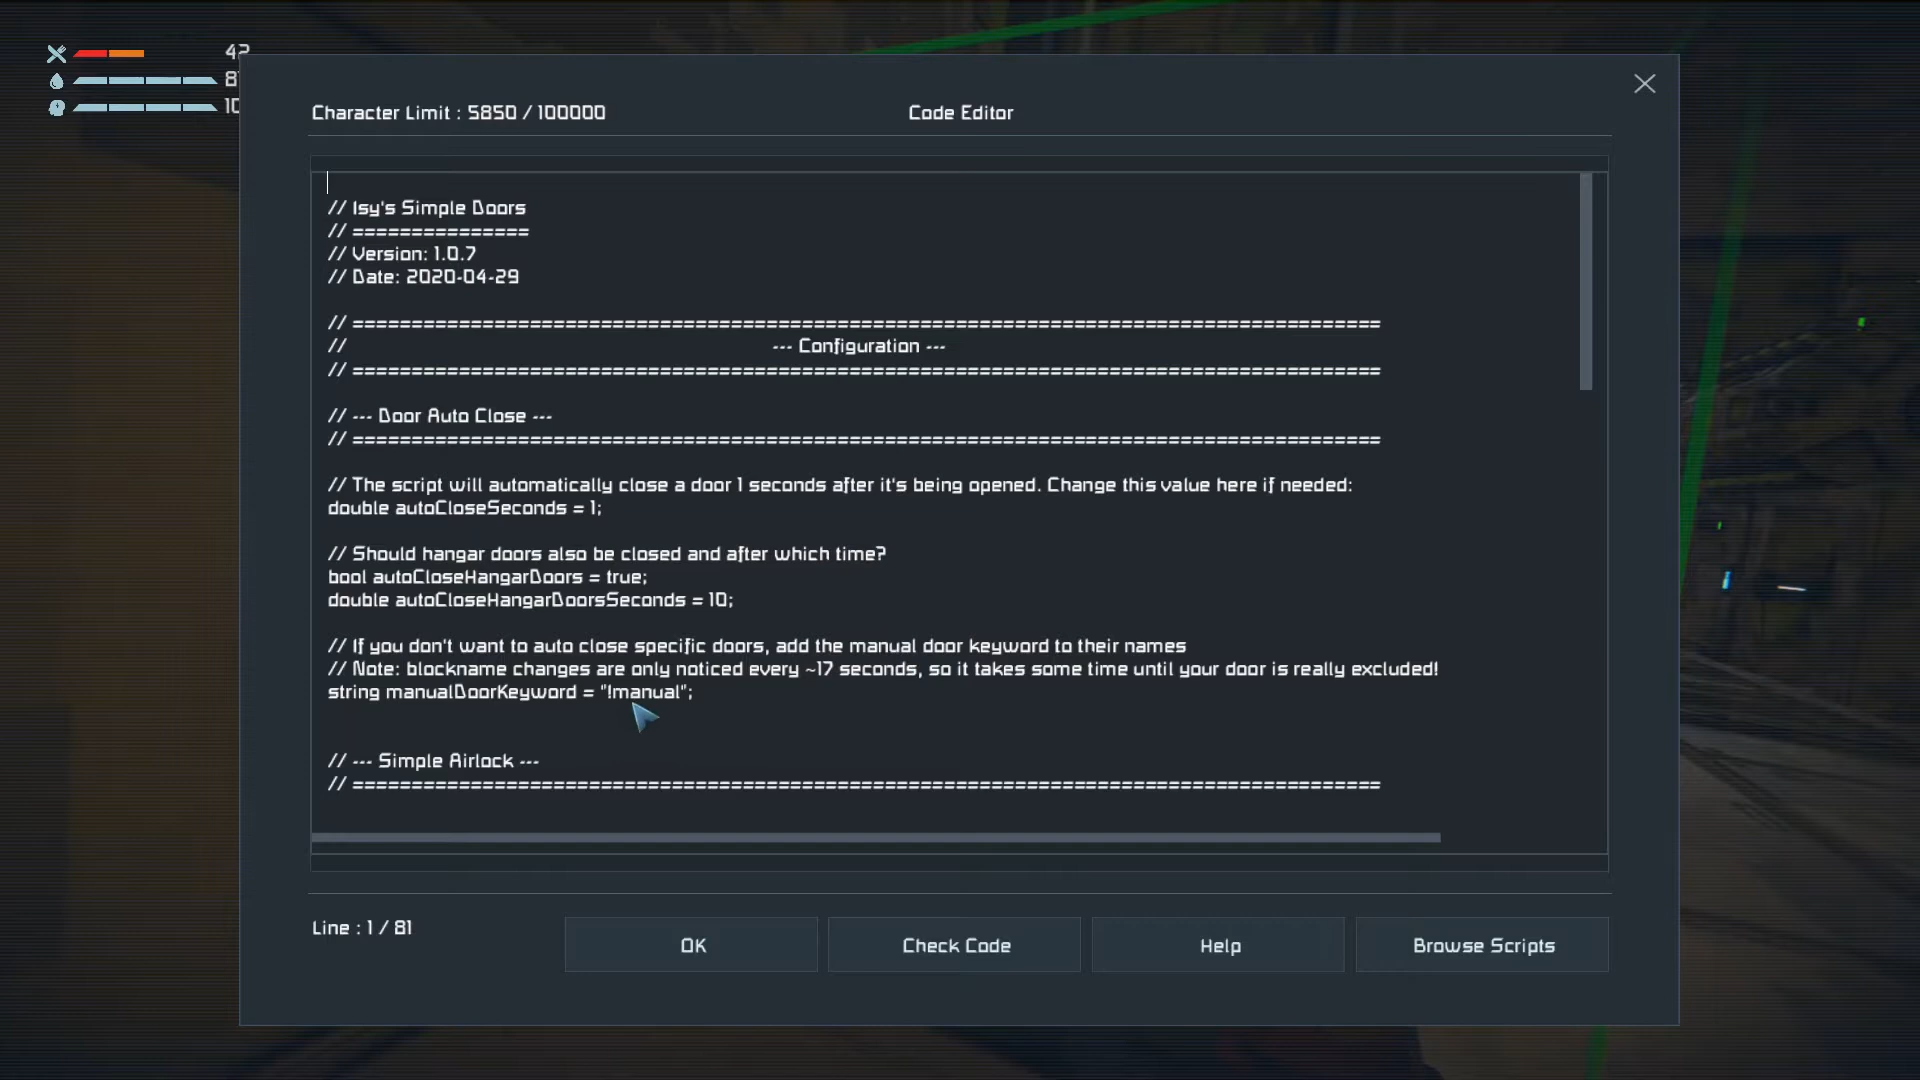 42
Character Limit : 5850 / 100000
Code Editor
// Isy's Simple Doors
// ===============
// Version: 1.0.7
// Date: 2020-04-29
// ========================================================================================
// --- Configuration ---
// ========================================================================================
// --- Door Auto Close ---
// ========================================================================================
// The script will automatically close a door 1 seconds after it's being opened. Change this value here if needed:
double autoCloseSeconds = 1;
// Should hangar doors also be closed and after which time?
bool autoCloseHangarDoors = true;
double autoCloseHangarDoorsSeconds = 10;
// If you don't want to auto close specific doors, add the manual door keyword to their names
// Note: blockname changes are only noticed every ~17 seconds, so it takes some time until your door is really excluded!
string manualDoorKeyword = "!manual";
// --- Simple Airlock ---
// ========================================================================================
Line : 1 / 81
OK
Check Code
Help
Browse Scripts